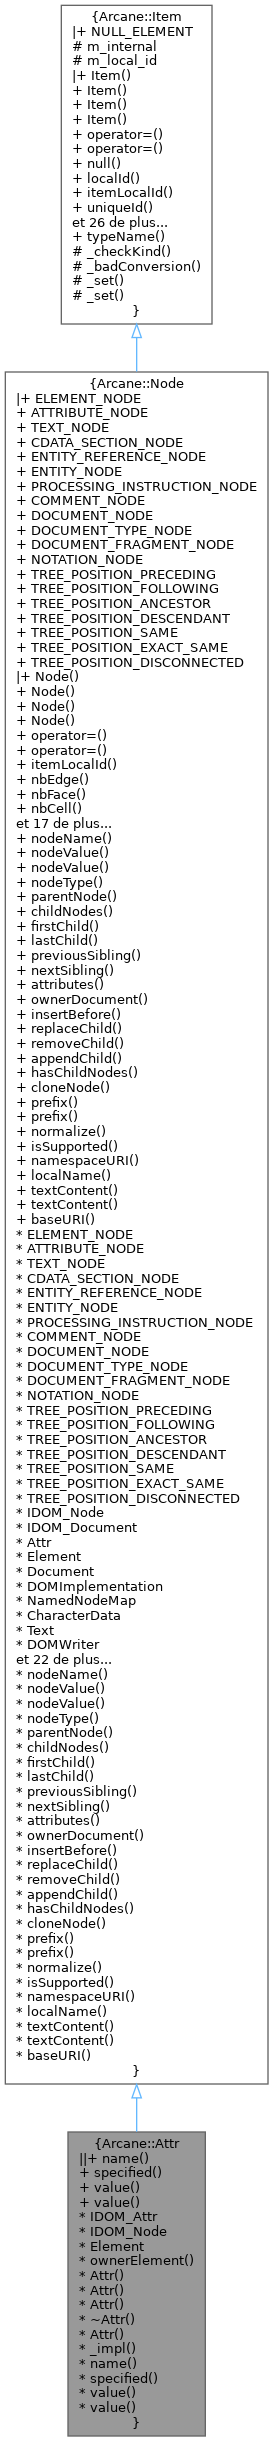 {Arcane::Item
|+ NULL_ELEMENT
# m_internal
# m_local_id
|+ Item()
+ Item()
+ Item()
+ Item()
+ operator=()
+ operator=()
+ null()
+ localId()
+ itemLocalId()
+ uniqueId()
et 26 de plus...
+ typeName()
# _checkKind()
# _badConversion()
# _set()
# _set()
}
{Arcane::Node
|+ ELEMENT_NODE
+ ATTRIBUTE_NODE
+ TEXT_NODE
+ CDATA_SECTION_NODE
+ ENTITY_REFERENCE_NODE
+ ENTITY_NODE
+ PROCESSING_INSTRUCTION_NODE
+ COMMENT_NODE
+ DOCUMENT_NODE
+ DOCUMENT_TYPE_NODE
+ DOCUMENT_FRAGMENT_NODE
+ NOTATION_NODE
+ TREE_POSITION_PRECEDING
+ TREE_POSITION_FOLLOWING
+ TREE_POSITION_ANCESTOR
+ TREE_POSITION_DESCENDANT
+ TREE_POSITION_SAME
+ TREE_POSITION_EXACT_SAME
+ TREE_POSITION_DISCONNECTED
|+ Node()
+ Node()
+ Node()
+ Node()
+ operator=()
+ operator=()
+ itemLocalId()
+ nbEdge()
+ nbFace()
+ nbCell()
et 17 de plus...
+ nodeName()
+ nodeValue()
+ nodeValue()
+ nodeType()
+ parentNode()
+ childNodes()
+ firstChild()
+ lastChild()
+ previousSibling()
+ nextSibling()
+ attributes()
+ ownerDocument()
+ insertBefore()
+ replaceChild()
+ removeChild()
+ appendChild()
+ hasChildNodes()
+ cloneNode()
+ prefix()
+ prefix()
+ normalize()
+ isSupported()
+ namespaceURI()
+ localName()
+ textContent()
+ textContent()
+ baseURI()
* ELEMENT_NODE
* ATTRIBUTE_NODE
* TEXT_NODE
* CDATA_SECTION_NODE
* ENTITY_REFERENCE_NODE
* ENTITY_NODE
* PROCESSING_INSTRUCTION_NODE
* COMMENT_NODE
* DOCUMENT_NODE
* DOCUMENT_TYPE_NODE
* DOCUMENT_FRAGMENT_NODE
* NOTATION_NODE
* TREE_POSITION_PRECEDING
* TREE_POSITION_FOLLOWING
* TREE_POSITION_ANCESTOR
* TREE_POSITION_DESCENDANT
* TREE_POSITION_SAME
* TREE_POSITION_EXACT_SAME
* TREE_POSITION_DISCONNECTED
* IDOM_Node
* IDOM_Document
* Attr
* Element
* Document
* DOMImplementation
* NamedNodeMap
* CharacterData
* Text
* DOMWriter
et 22 de plus...
* nodeName()
* nodeValue()
* nodeValue()
* nodeType()
* parentNode()
* childNodes()
* firstChild()
* lastChild()
* previousSibling()
* nextSibling()
* attributes()
* ownerDocument()
* insertBefore()
* replaceChild()
* removeChild()
* appendChild()
* hasChildNodes()
* cloneNode()
* prefix()
* prefix()
* normalize()
* isSupported()
* namespaceURI()
* localName()
* textContent()
* textContent()
* baseURI()
}
{Arcane::Attr
||+ name()
+ specified()
+ value()
+ value()
* IDOM_Attr
* IDOM_Node
* Element
* ownerElement()
* Attr()
* Attr()
* Attr()
* ~Attr()
* Attr()
* _impl()
* name()
* specified()
* value()
* value()
}